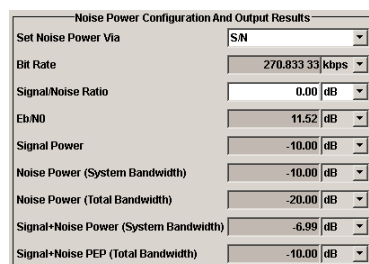 Noise Power Configuration And Output Results
Set Noise Power Via S/N
Bit Rate 270.833 33 kbps
Signal/Noise Ratio 0.00 dB
Eb/N0 11.52 dB
Signal Power -10.00 dB
Noise Power (System Bandwidth) -10.00 dB
Noise Power (Total Bandwidth) -20.00 dB
Signal+Noise Power (System Bandwidth) -6.99 dB
Signal+Noise PEP (Total Bandwidth) -10.00 dB